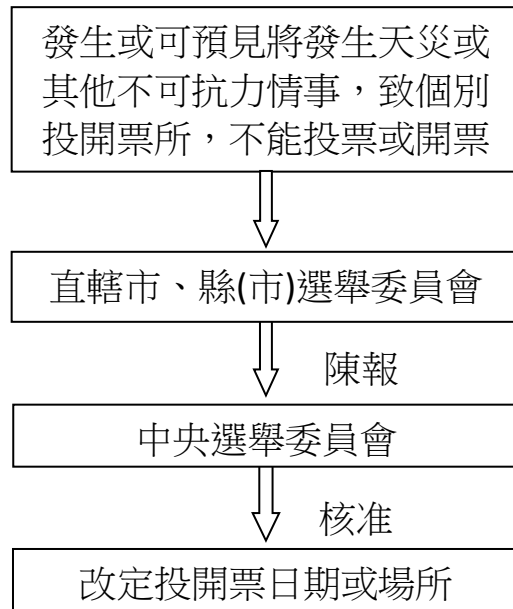 發生或可預見將發生天災或
其他不可抗力情事，致個別
投開票所，不能投票或開票
直轄市、縣(市)選舉委員會
陳報
中央選舉委員會
核准
改定投開票日期或場所